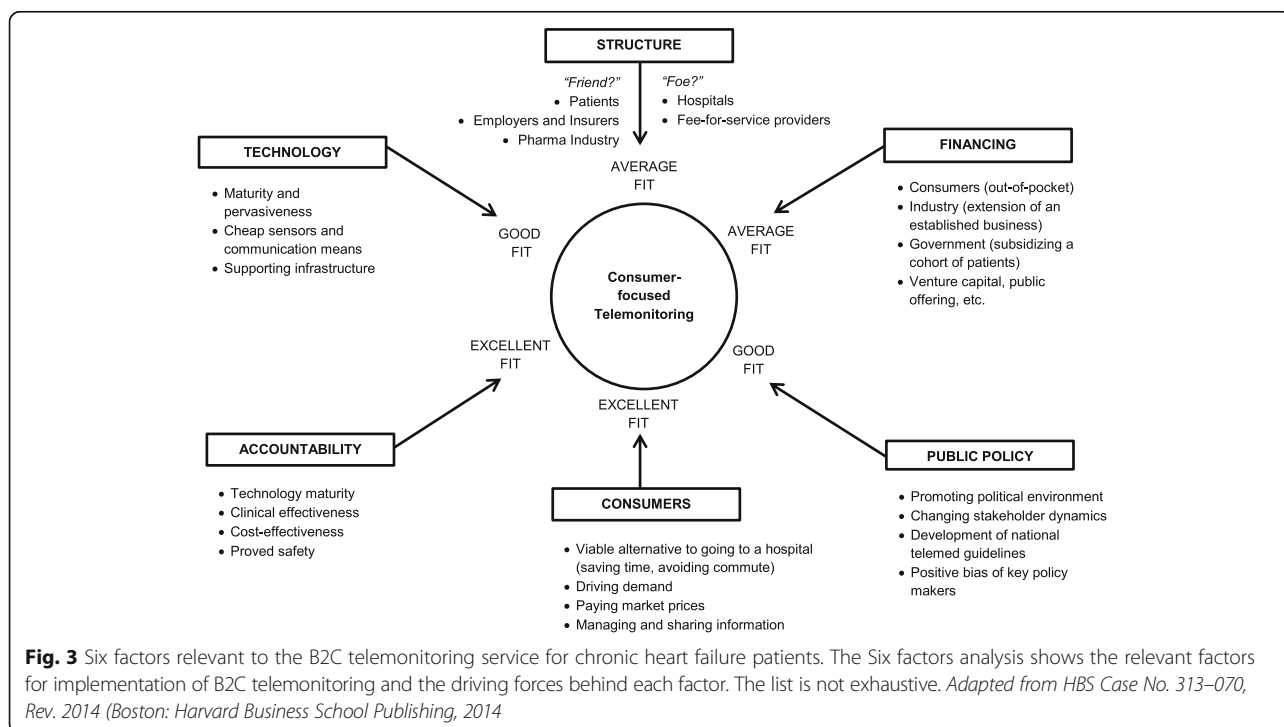 STRUCTURE
"Friend?"
• Patients
• Employers and Insurers
• Pharma Industry
"Foe?"
• Hospitals
• Fee-for-service providers
AVERAGE
FIT
TECHNOLOGY
• Maturity and
pervasiveness
• Cheap sensors and
communication means
• Supporting infrastructure
GOOD
FIT
FINANCING
• Consumers (out-of-pocket)
• Industry (extension of an
established business)
• Government (subsidizing a
cohort of patients)
• Venture capital, public
offering, etc.
AVERAGE
FIT
Consumer-
focused
Telemonitoring
EXCELLENT
FIT
ACCOUNTABILITY
• Technology maturity
• Clinical effectiveness
• Cost-effectiveness
• Proved safety
EXCELLENT
FIT
CONSUMERS
• Viable alternative to going to a hospital
(saving time, avoiding commute)
• Driving demand
• Paying market prices
• Managing and sharing information
GOOD
FIT
PUBLIC POLICY
• Promoting political environment
• Changing stakeholder dynamics
• Development of national
telemed guidelines
• Positive bias of key policy
makers
Fig. 3 Six factors relevant to the B2C telemonitoring service for chronic heart failure patients. The Six factors analysis shows the relevant factors
for implementation of B2C telemonitoring and the driving forces behind each factor. The list is not exhaustive. Adapted from HBS Case No. 313–070,
Rev. 2014 (Boston: Harvard Business School Publishing, 2014